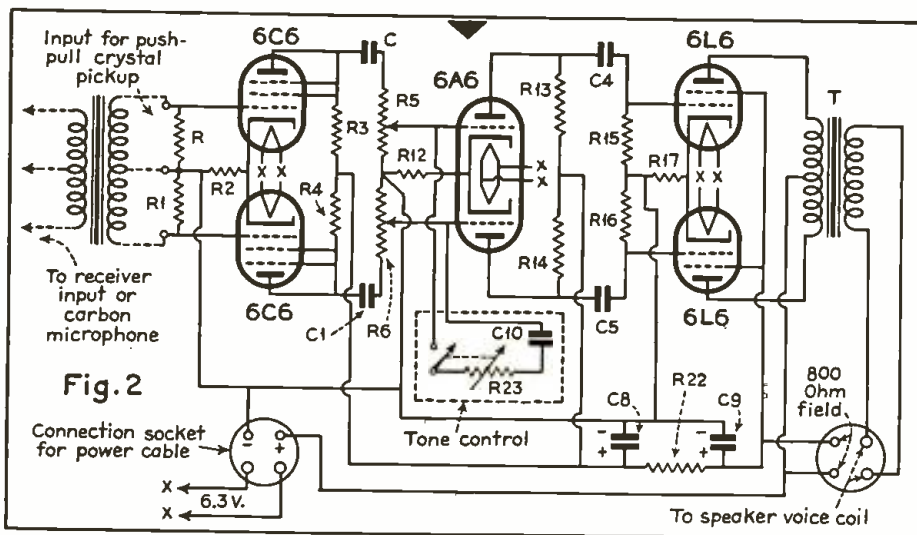 Input for push-
pull crystal
pickup
6C6
C
6A6
C4
6L6
R
R1
R2
X X
R3
R4
R5
R12
R13
X
X
R14
R15
R17
R16
X X
T
To receiver
input or
carbon
microphone
6C6
C1
R6
C10
R23
C5
6L6
Fig. 2
Tone control
C8
R22
C9
- +
- +
800
Ohm
field
Connection socket
for power cable
- +
X
6.3 V.
X
To speaker voice coil